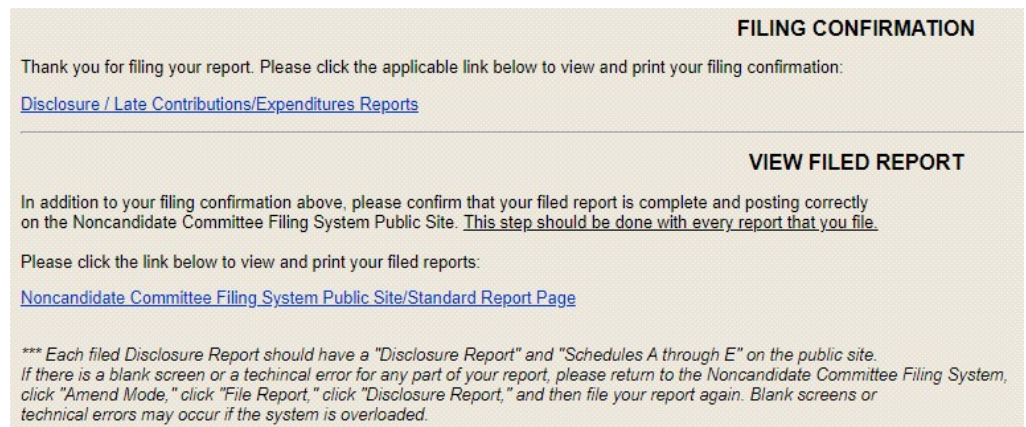 FILING CONFIRMATION
Thank you for filing your report. Please click the applicable link below to view and print your filing confirmation:
Disclosure / Late Contributions/Expenditures Reports
VIEW FILED REPORT
In addition to your filing confirmation above, please confirm that your filed report is complete and posting correctly
on the Noncandidate Committee Filing System Public Site. This step should be done with every report that you file.
Please click the link below to view and print your filed reports:
Noncandidate Committee Filing System Public Site/Standard Report Page
*** Each filed Disclosure Report should have a "Disclosure Report" and "Schedules A through E" on the public site.
If there is a blank screen or a techincal error for any part of your report, please return to the Noncandidate Committee Filing System,
click "Amend Mode," click "File Report," click "Disclosure Report," and then file your report again. Blank screens or
technical errors may occur if the system is overloaded.